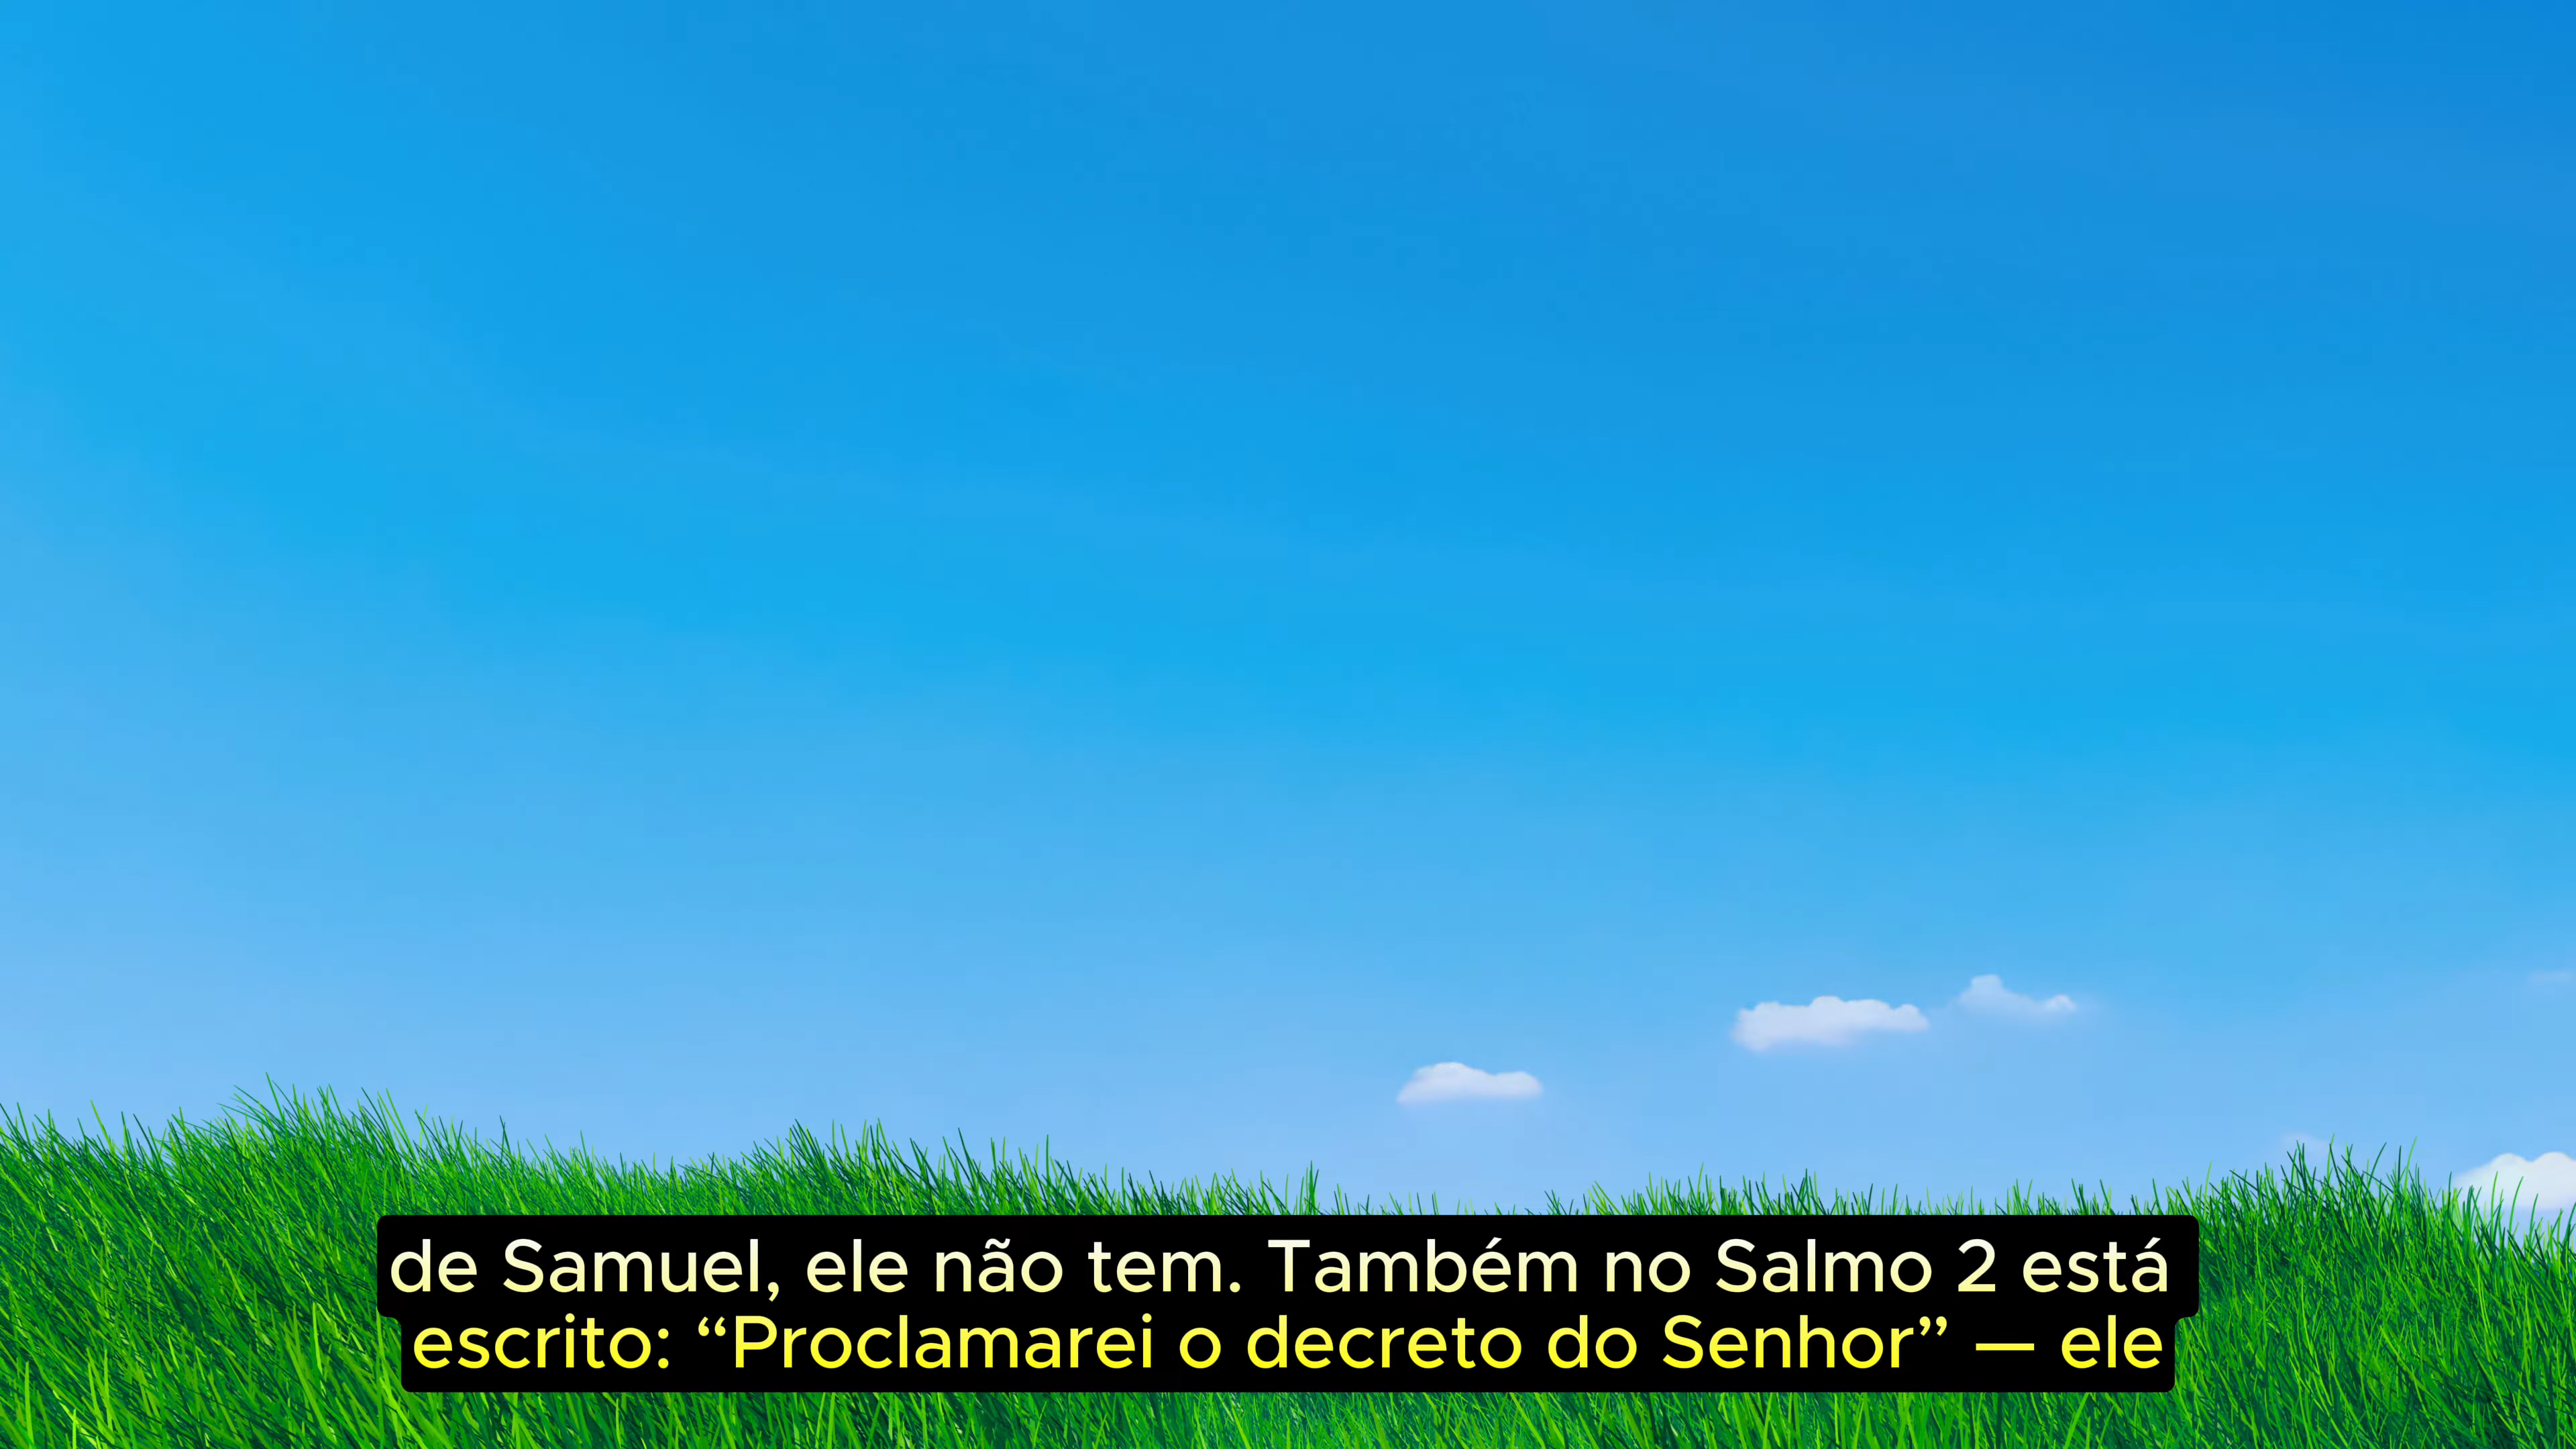 de Samuel, ele não tem. Também no Salmo 2 está
escrito: “Proclamarei o decreto do Senhor” — ele